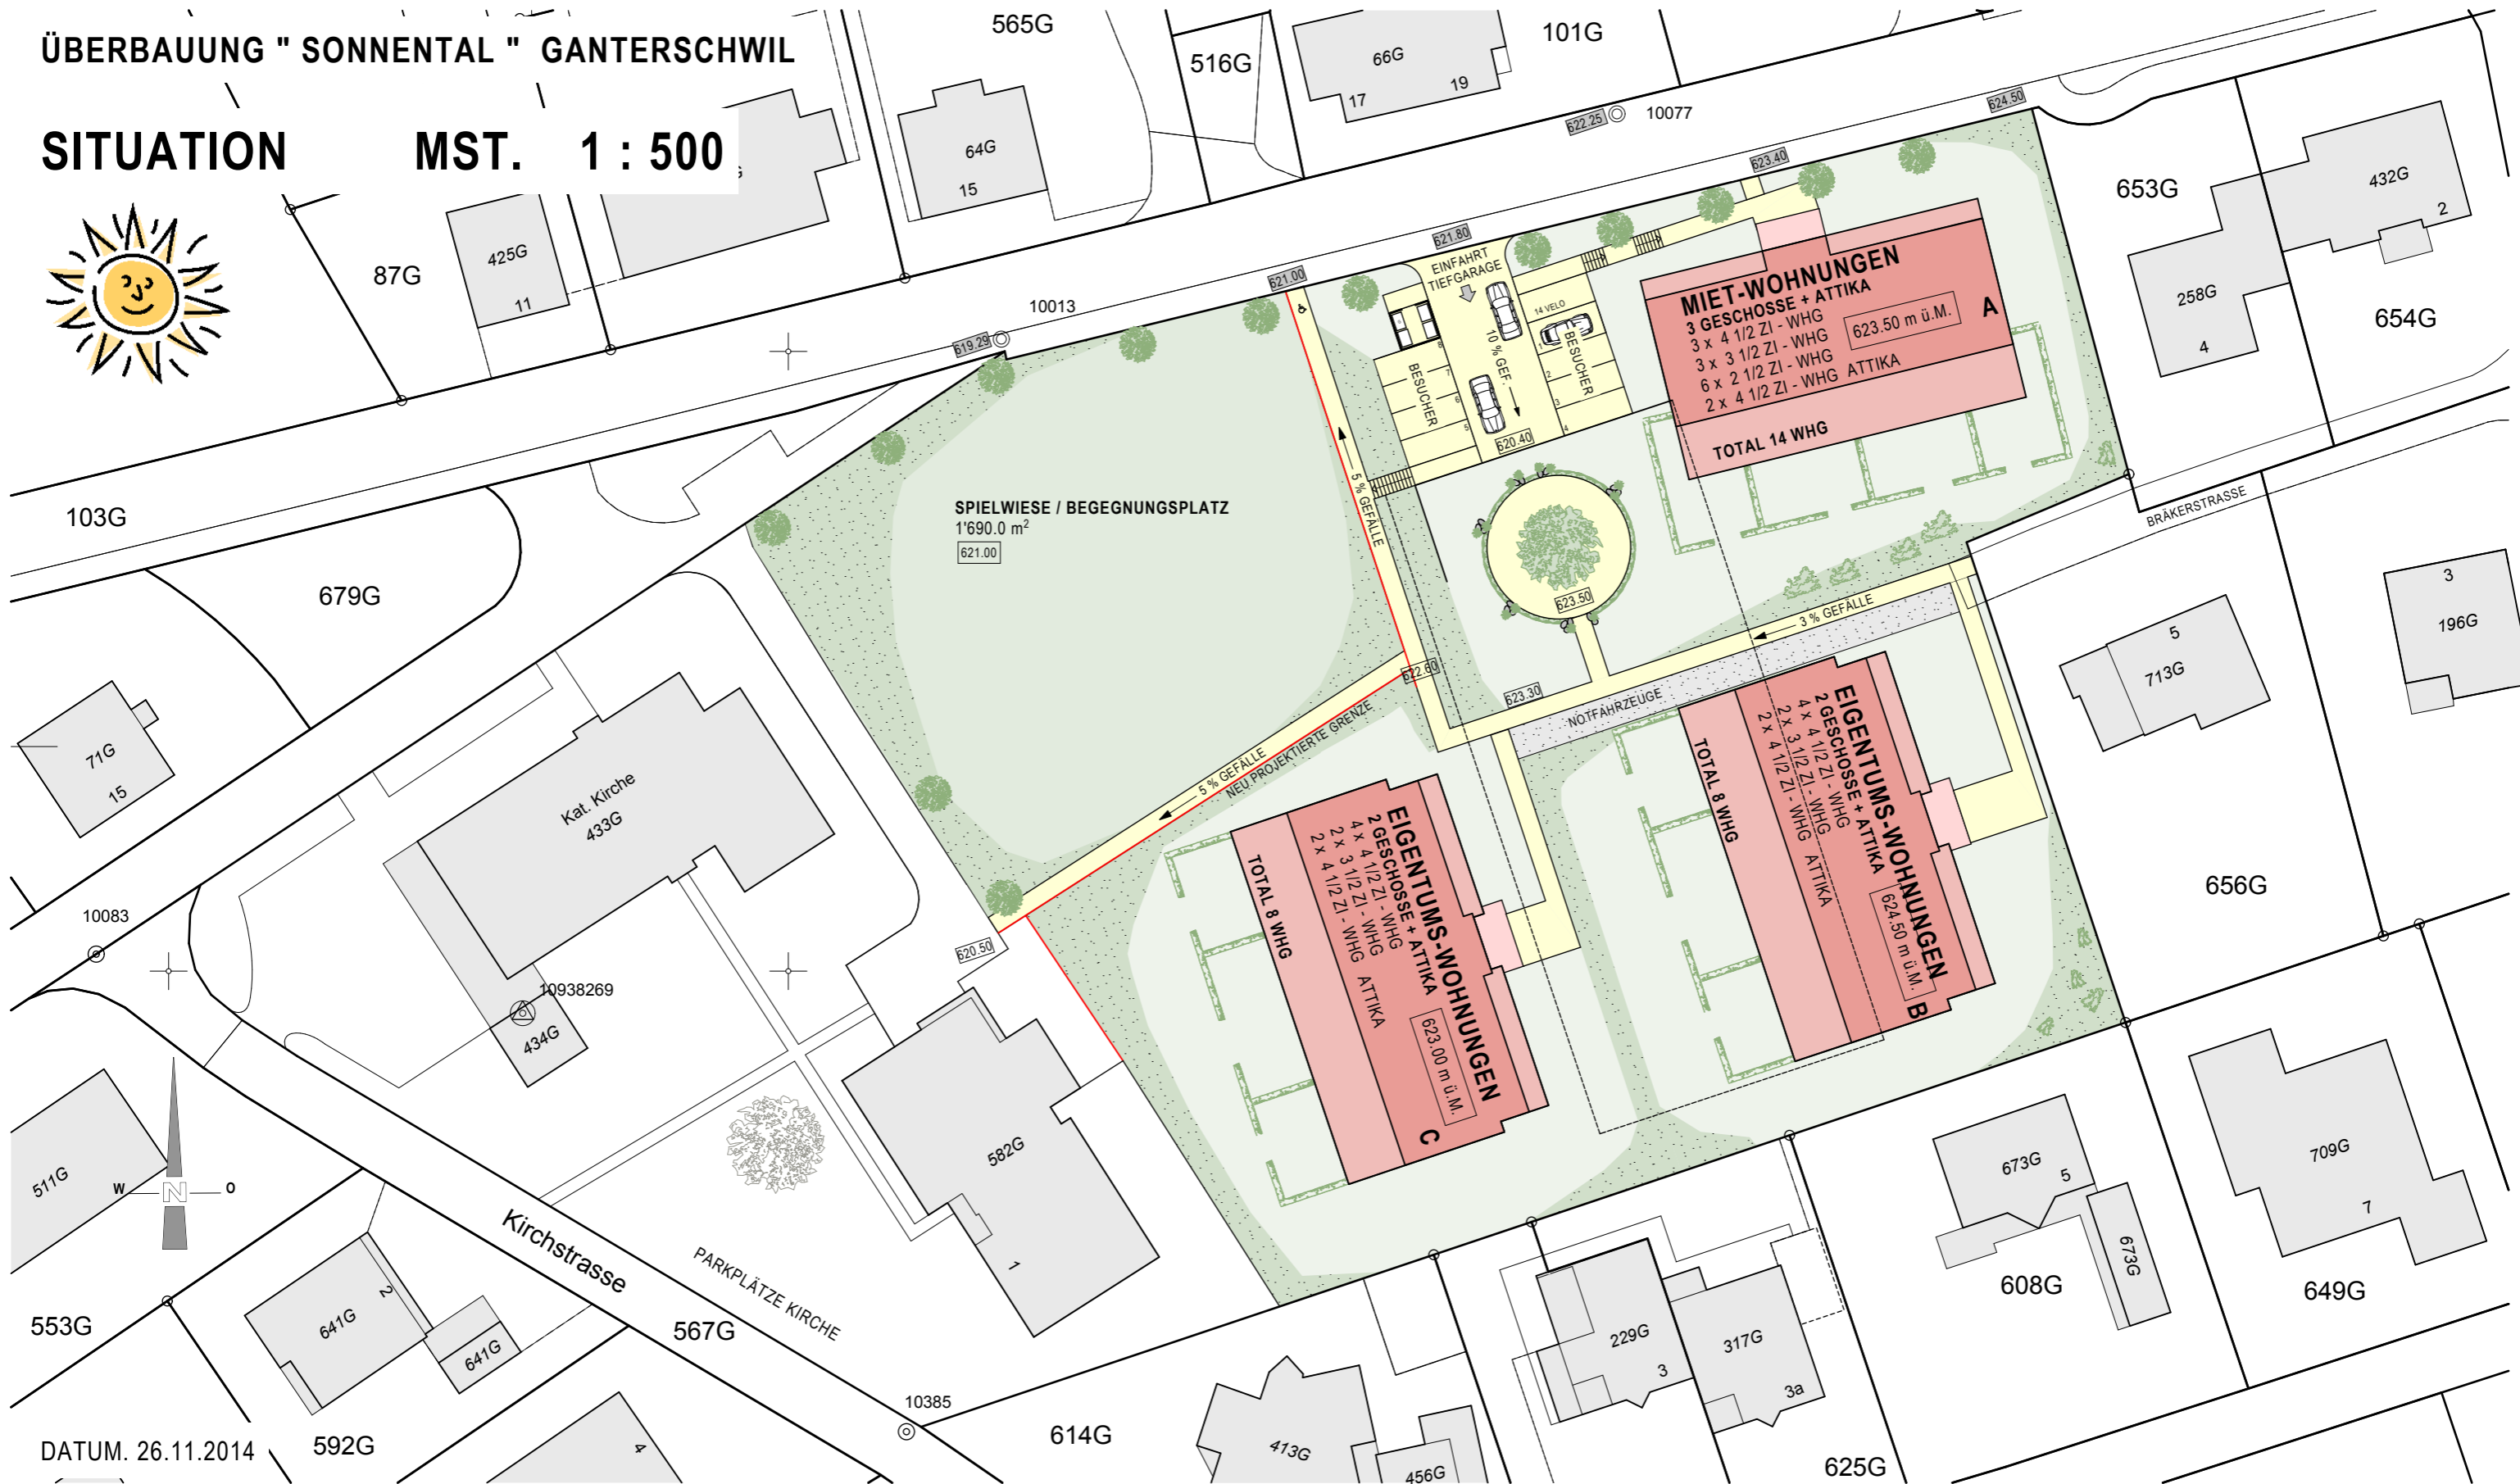 ÜBERBAUUNG " SONNENTAL " GANTERSCHWIL
SITUATION MST. 1 : 500
565G
516G
66G
17
19
101G
10077
622.25
624.50
64G
15
87G
425G
11
10013
619.29
621.00
621.80
623.40
653G
432G
2
258G
4
654G
103G
679G
EINFAHRT
TIEFGARAGE
14 VELO
10 % GEF.
BESUCHER
8
7
6
5
BESUCHER
1
2
3
4
620.40
MIET-WOHNUNGEN
3 GESCHOSSE + ATTIKA
3 x 4 1/2 ZI - WHG
3 x 3 1/2 ZI - WHG
6 x 2 1/2 ZI - WHG
2 x 4 1/2 ZI - WHG ATTIKA
623.50 m ü.M.
A
TOTAL 14 WHG
SPIELWIESE / BEGEGNUNGSPLATZ
1'690.0 m²
621.00
5 % GEFÄLLE
BRÄKERSTRASSE
623.50
3 % GEFÄLLE
622.60
623.30
NOTFAHRZEUGE
5 % GEFÄLLE
NEU PROJEKTIERTE GRENZE
3
196G
5
713G
71G
15
Kat. Kirche
433G
EIGENTUMS-WOHNUNGEN
2 GESCHOSSE + ATTIKA
4 x 4 1/2 ZI - WHG
2 x 3 1/2 ZI - WHG
2 x 4 1/2 ZI - WHG ATTIKA
624.50 m ü.M.
B
TOTAL 8 WHG
EIGENTUMS-WOHNUNGEN
2 GESCHOSSE + ATTIKA
4 x 4 1/2 ZI - WHG
2 x 3 1/2 ZI - WHG
2 x 4 1/2 ZI - WHG ATTIKA
623.00 m ü.M.
C
TOTAL 8 WHG
656G
10083
620.50
10938269
434G
511G
W N O
582G
1
Kirchstrasse
PARKPLÄTZE KIRCHE
673G
5
673G
709G
7
608G
649G
553G
641G
2
641G
567G
229G
3
317G
3a
10385
614G
413G
456G
625G
592G
4
DATUM. 26.11.2014